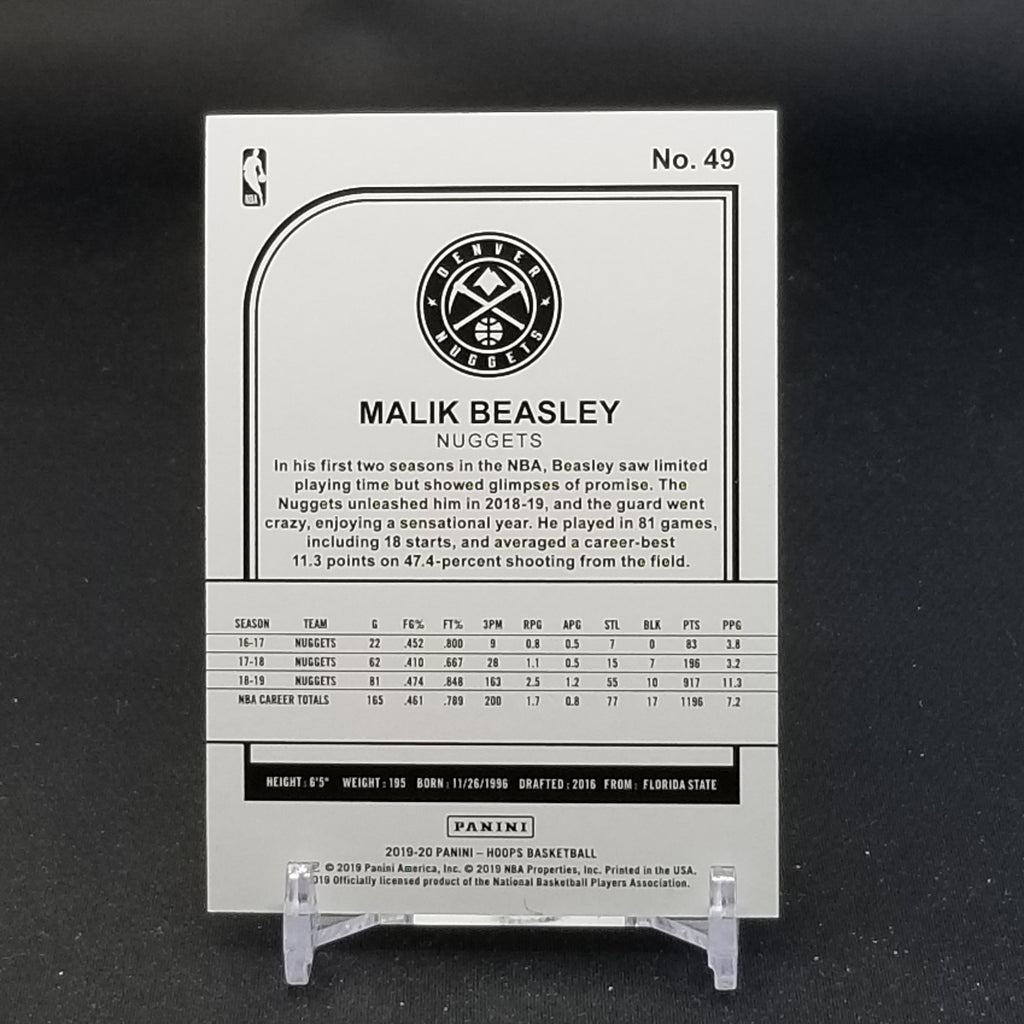 No. 49
NBA
DENVER
NUGGETS
MALIK BEASLEY
NUGGETS
In his first two seasons in the NBA, Beasley saw limited
playing time but showed glimpses of promise. The
Nuggets unleashed him in 2018-19, and the guard went
crazy, enjoying a sensational year. He played in 81 games,
including 18 starts, and averaged a career-best
11.3 points on 47.4-percent shooting from the field.
SEASON TEAM G FG% FT% 3PM RPG APG STL BLK PTS PPG
16-17 NUGGETS 22 .452 .800 9 0.8 0.5 7 0 83 3.8
17-18 NUGGETS 62 .410 .667 28 1.1 0.5 15 7 196 3.2
18-19 NUGGETS 81 .474 .848 163 2.5 1.2 55 10 917 11.3
NBA CAREER TOTALS 165 .461 .789 200 1.7 0.8 77 17 1196 7.2
HEIGHT: 6'5" WEIGHT: 195 BORN: 11/26/1996 DRAFTED: 2016 FROM: FLORIDA STATE
PANINI
2019-20 PANINI – HOOPS BASKETBALL
© 2019 Panini America, Inc. © 2019 NBA Properties, Inc. Printed in the USA.
019 Officially licensed product of the National Basketball Players Association.